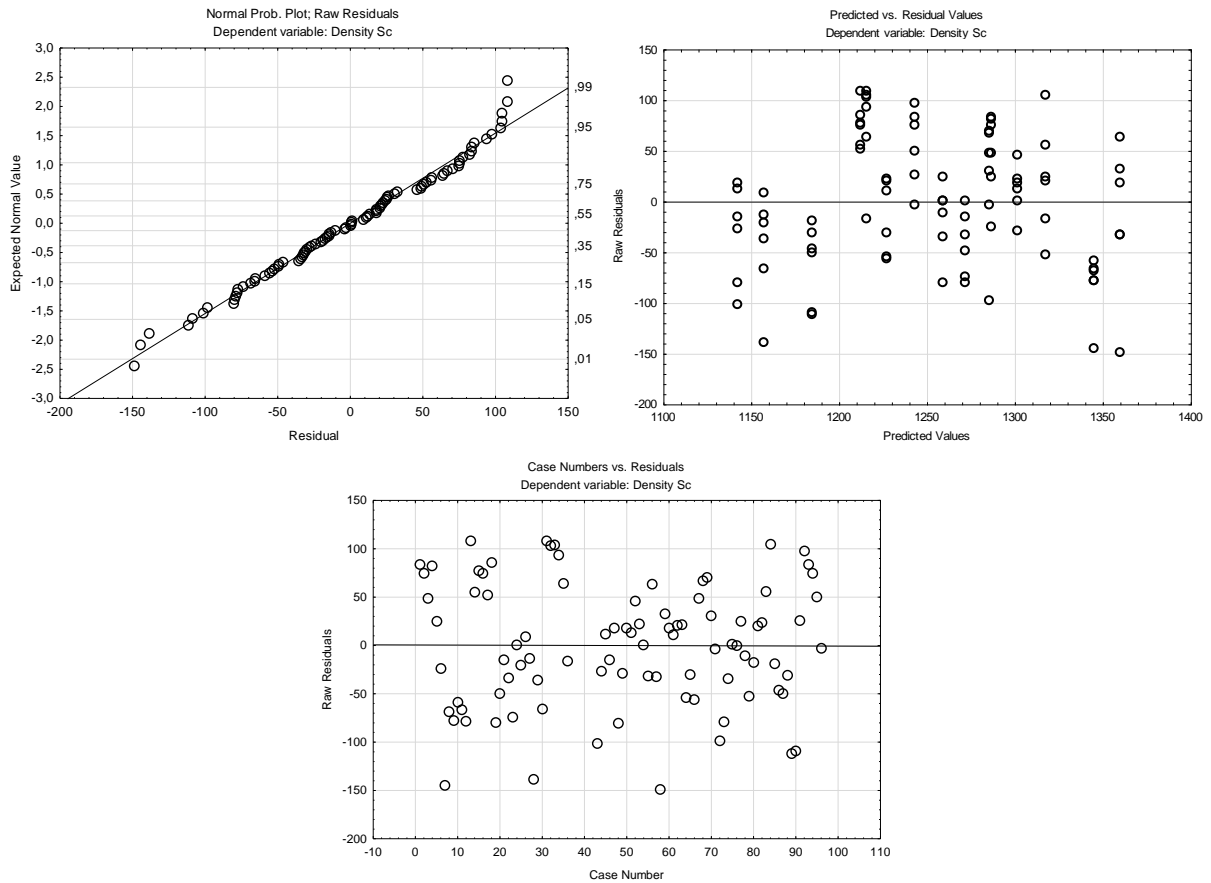 Normal Prob. Plot; Raw Residuals
Dependent variable: Density Sc
3,0
2,5
2,0
1,5
1,0
0,5
0,0
-0,5
-1,0
-1,5
-2,0
-2,5
-3,0
Expected Normal Value
,99
,95
,75
,55
,35
,15
,05
,01
-200 -150 -100 -50 0 50 100 150
Residual
Predicted vs. Residual Values
Dependent variable: Density Sc
150
100
50
0
-50
-100
-150
-200
Raw Residuals
1100 1150 1200 1250 1300 1350 1400
Predicted Values
Case Numbers vs. Residuals
Dependent variable: Density Sc
150
100
50
0
-50
-100
-150
-200
Raw Residuals
-10 0 10 20 30 40 50 60 70 80 90 100 110
Case Number